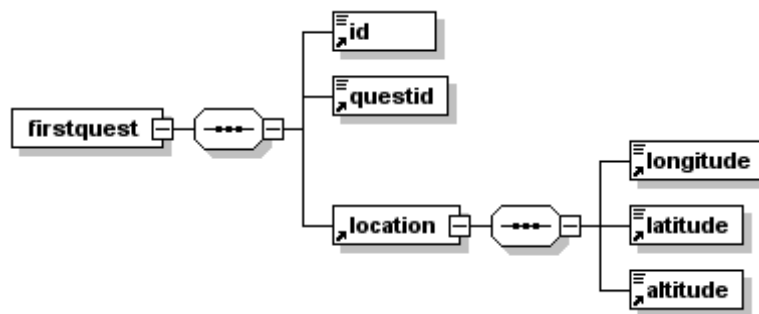 id
questid
firstquest
location
longitude
latitude
altitude